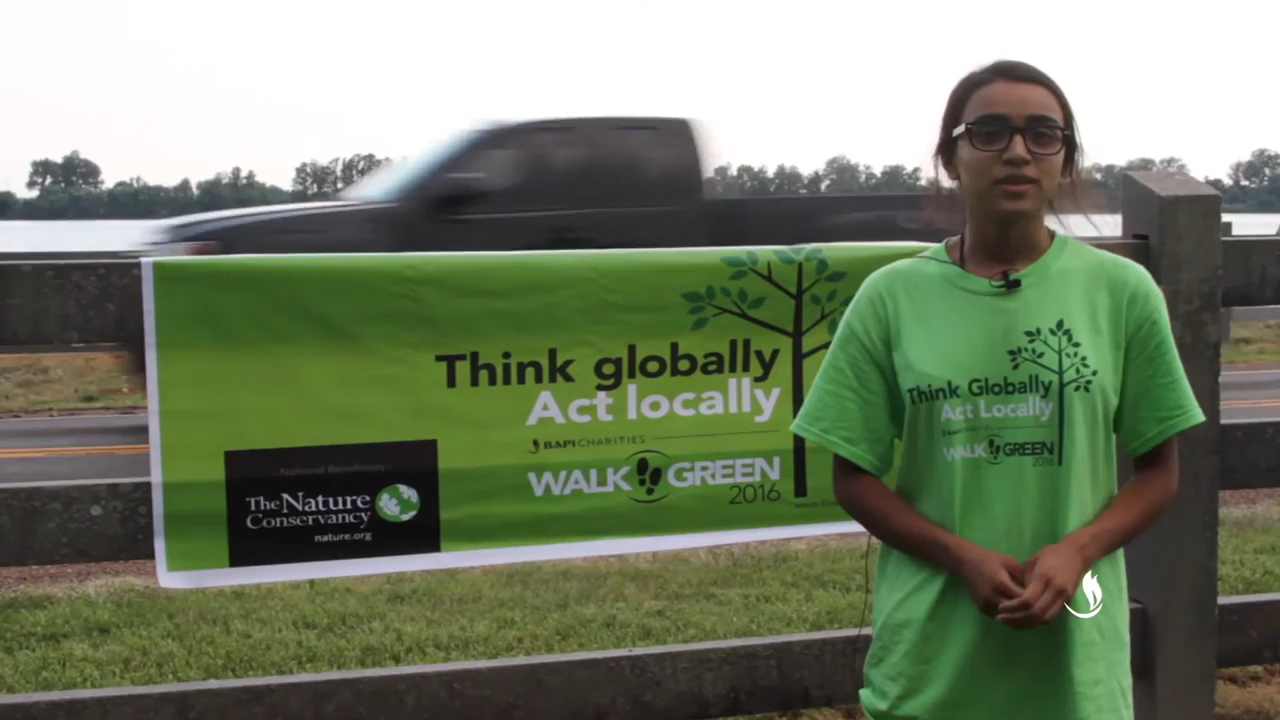 Think globally
Act locally
BAPS CHARITIES
WALK GREEN
2016
National Beneficiary
The Nature
Conservancy
nature.org
Think Globally
Act Locally
WALK GREEN
2016